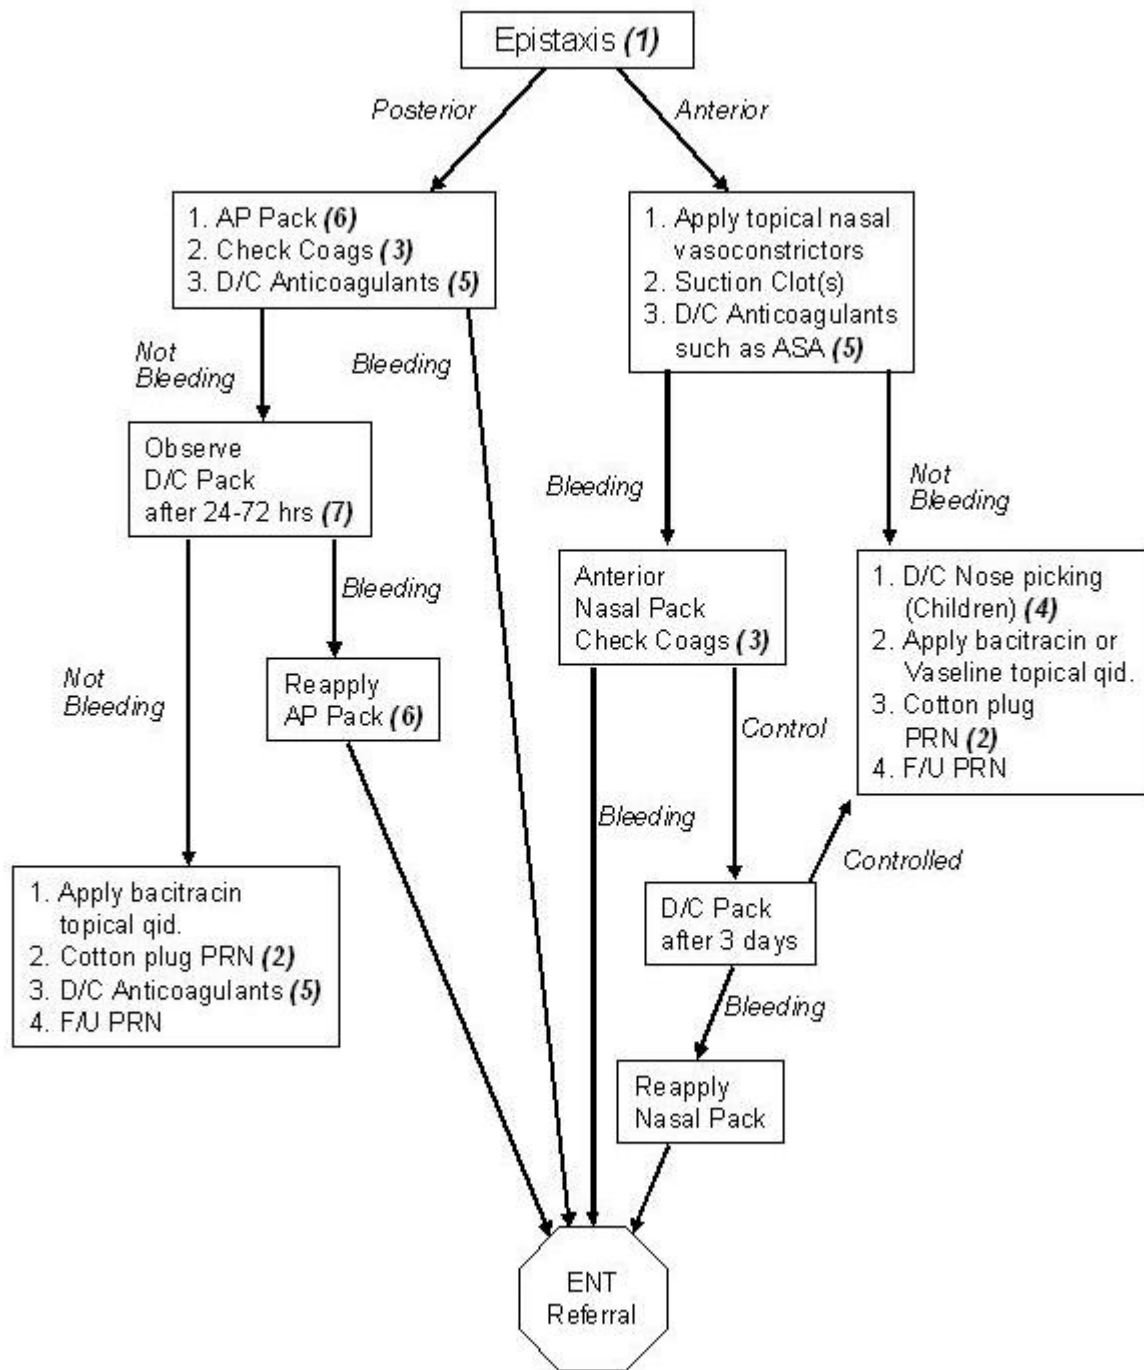 Epistaxis (1)
Posterior
Anterior
1. AP Pack (6)
2. Check Coags (3)
3. D/C Anticoagulants (5)
1. Apply topical nasal
vasoconstrictors
2. Suction Clot(s)
3. D/C Anticoagulants
such as ASA (5)
Not
Bleeding
Bleeding
Observe
D/C Pack
after 24-72 hrs (7)
Bleeding
Not
Bleeding
Anterior
Nasal Pack
Check Coags (3)
1. D/C Nose picking
(Children) (4)
2. Apply bacitracin or
Vaseline topical qid.
3. Cotton plug
PRN (2)
4. F/U PRN
Bleeding
Not
Bleeding
Reapply
AP Pack (6)
Control
Bleeding
Controlled
1. Apply bacitracin
topical qid.
2. Cotton plug PRN (2)
3. D/C Anticoagulants (5)
4. F/U PRN
D/C Pack
after 3 days
Bleeding
Reapply
Nasal Pack
ENT
Referral